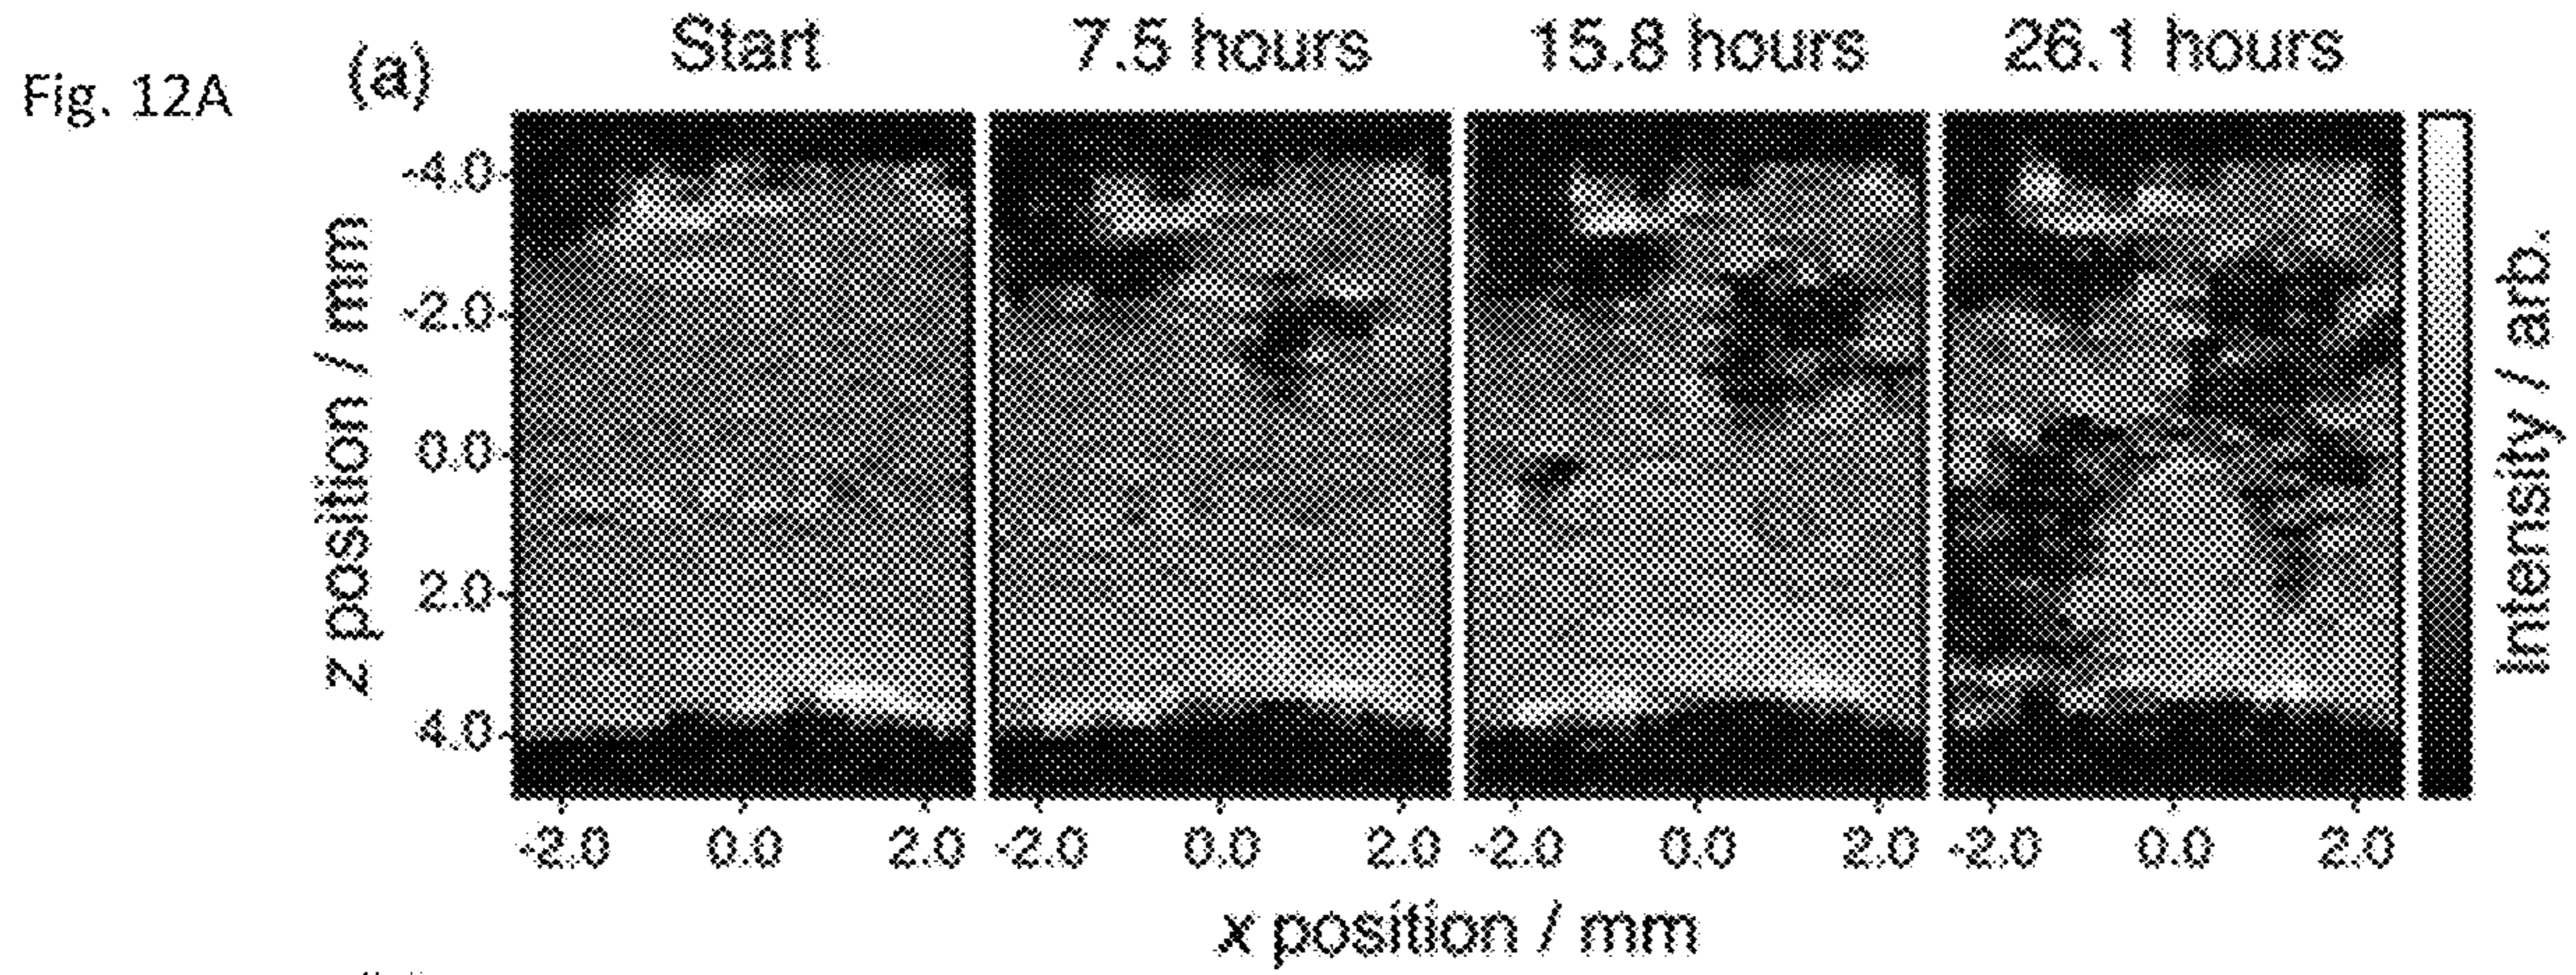 Fig. 12A
(a)
Start
7.5 hours
15.8 hours
26.1 hours
-4.0
-2.0
0.0
2.0
4.0
z position / mm
-2.0 0.0 2.0 -2.0 0.0 2.0 -2.0 0.0 2.0 -2.0 0.0 2.0
x position / mm
Intensity / arb.